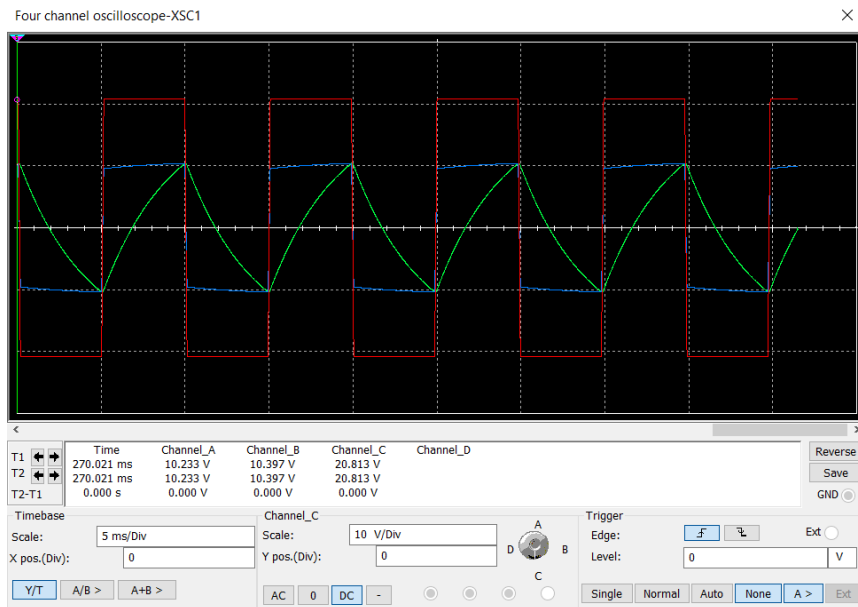 Four channel oscilloscope-XSC1
Time Channel_A Channel_B Channel_C Channel_D
T1 270.021 ms 10.233 V 10.397 V 20.813 V
T2 270.021 ms 10.233 V 10.397 V 20.813 V
T2-T1 0.000 s 0.000 V 0.000 V 0.000 V
Reverse
Save
GND
Timebase
Scale: 5 ms/Div
X pos.(Div): 0
Y/T A/B > A+B >
Channel_C
Scale: 10 V/Div
Y pos.(Div): 0
AC 0 DC -
A
D B
C
Trigger
Edge: Ext
Level: 0 V
Single Normal Auto None A > Ext